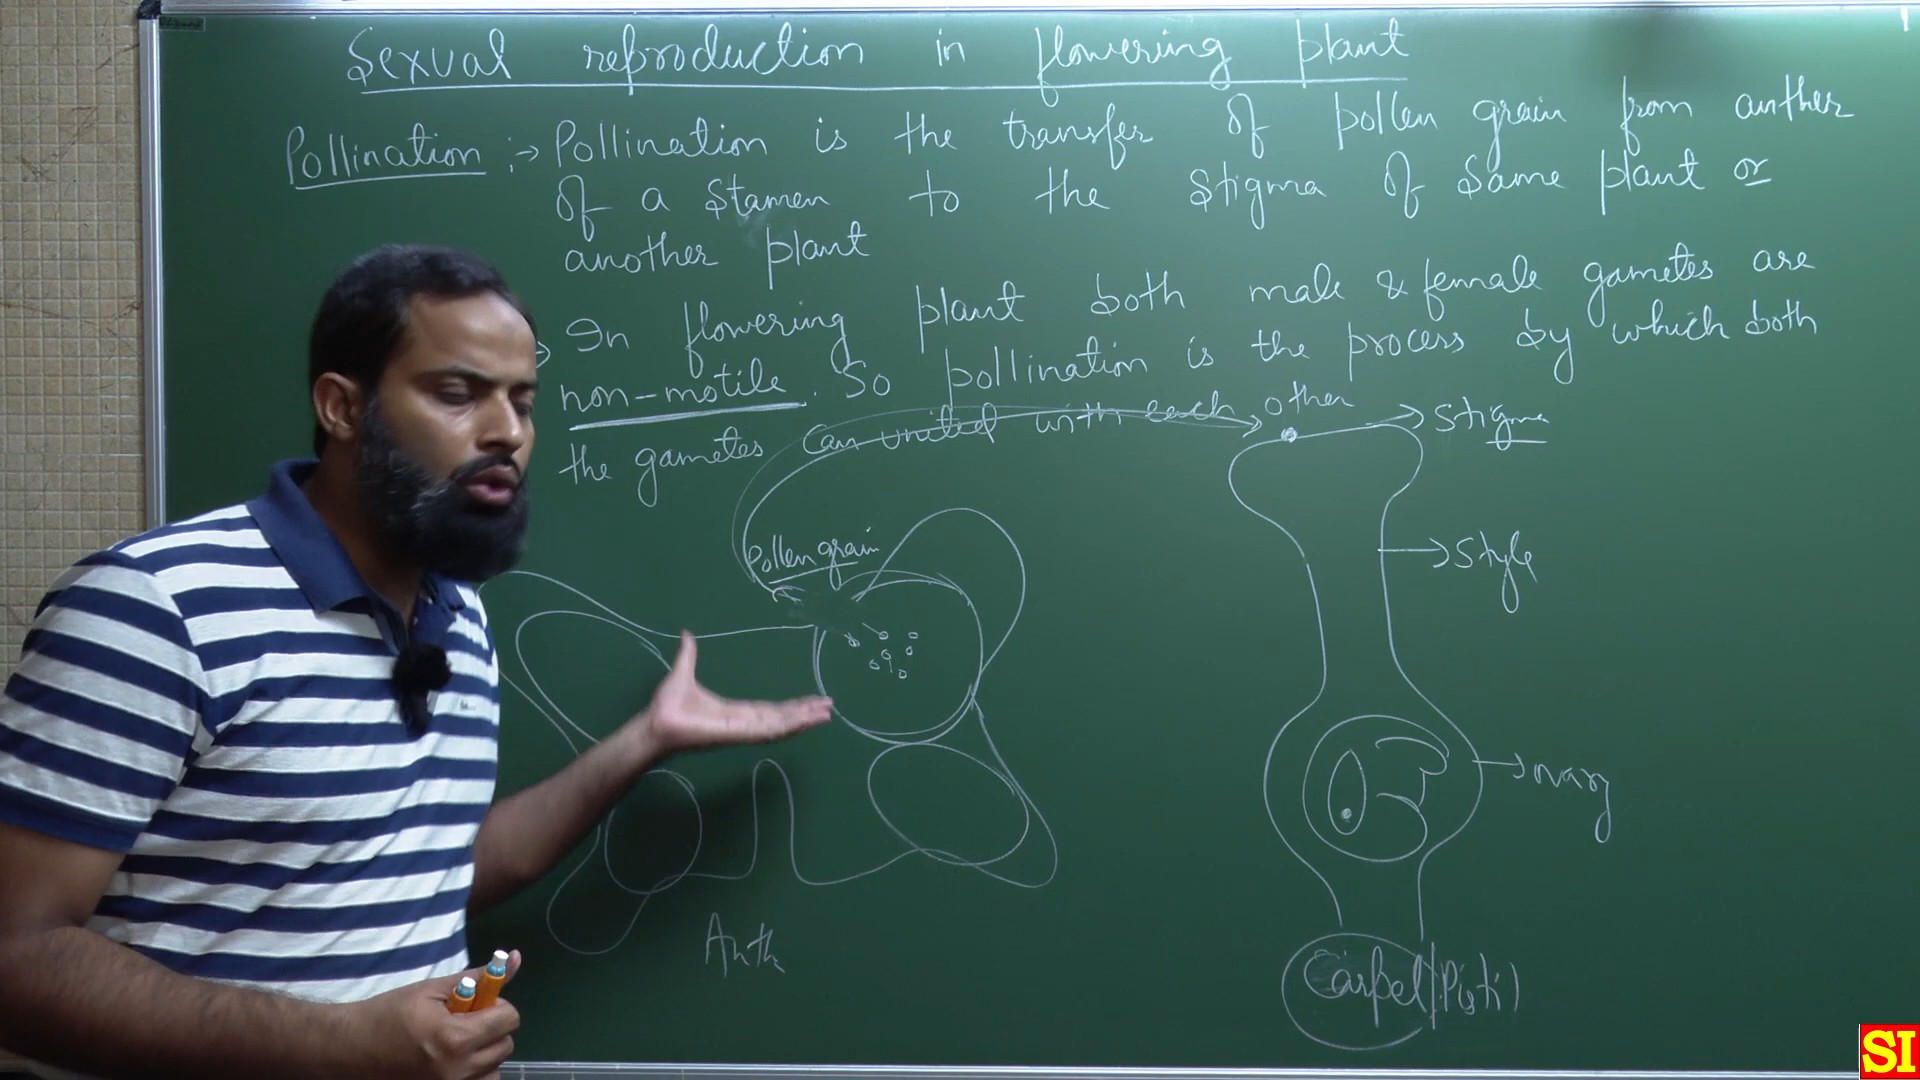 Sexual reproduction in flowering plant
Pollination :→ Pollination is the transfer of pollen grain from anther
of a stamen to the stigma of same plant or
another plant
→ In flowering plant both male & female gametes are
non-motile. So pollination is the process by which both
the gametes can united with each other
→ Stigma
Pollen grain
→ Style
→ ovary
Anth
Carpel/Pisti)
SI